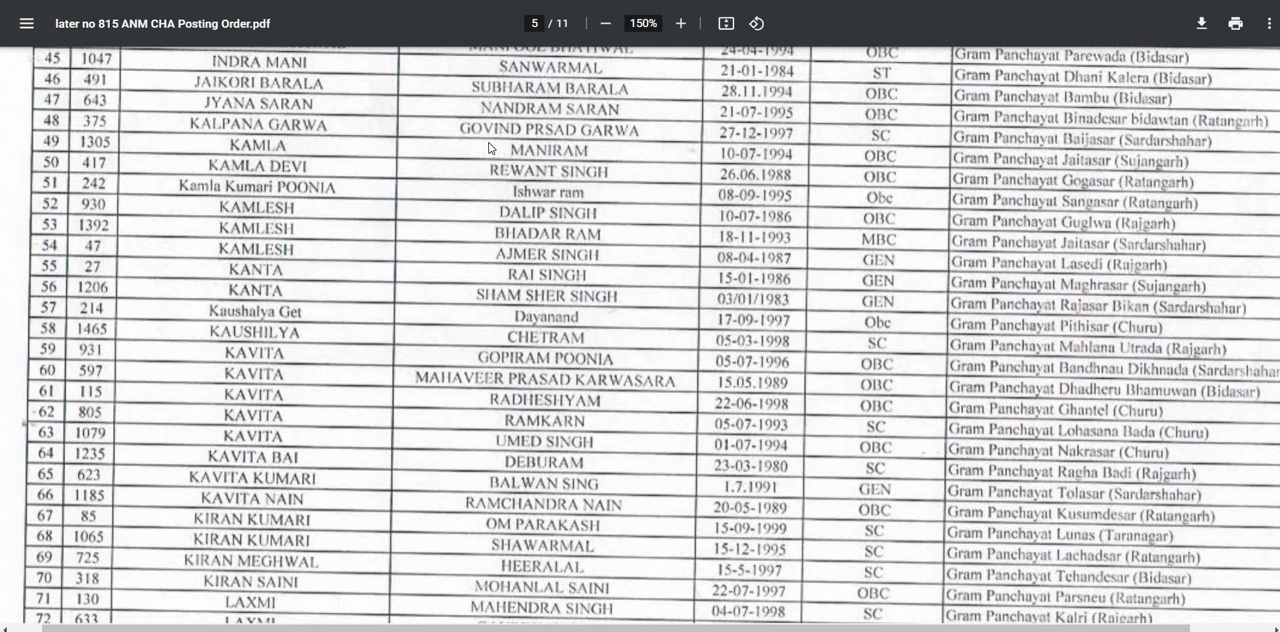 later no 815 ANM CHA Posting Order.pdf 5 / 11 150%
24-04-1994 OBC Gram Panchayat Parewada (Bidasar)
45 1047 INDRA MANI SANWARMAL 21-01-1984 ST Gram Panchayat Dhani Kalera (Bidasar)
46 491 JAIKORI BARALA SUBHARAM BARALA 28.11.1994 OBC Gram Panchayat Bambu (Bidasar)
47 643 JYANA SARAN NANDRAM SARAN 21-07-1995 OBC Gram Panchayat Binadesar bidawtan (Ratangarh)
48 375 KALPANA GARWA GOVIND PRSAD GARWA 27-12-1997 SC Gram Panchayat Baijasar (Sardarshahar)
49 1305 KAMLA MANIRAM 10-07-1994 OBC Gram Panchayat Jaitasar (Sujangarh)
50 417 KAMLA DEVI REWANT SINGH 26.06.1988 OBC Gram Panchayat Gogasar (Ratangarh)
51 242 Kamla Kumari POONIA Ishwar ram 08-09-1995 Obc Gram Panchayat Sangasar (Ratangarh)
52 930 KAMLESH DALIP SINGH 10-07-1986 OBC Gram Panchayat Guglwa (Rajgarh)
53 1392 KAMLESH BHADAR RAM 18-11-1993 MBC Gram Panchayat Jaitasar (Sardarshahar)
54 47 KAMLESH AJMER SINGH 08-04-1987 GEN Gram Panchayat Lasedi (Rajgarh)
55 27 KANTA RAI SINGH 15-01-1986 GEN Gram Panchayat Maghrasar (Sujangarh)
56 1206 KANTA SHAM SHER SINGH 03/01/1983 GEN Gram Panchayat Rajasar Bikan (Sardarshahar)
57 214 Kaushalya Get Dayanand 17-09-1997 Obc Gram Panchayat Pithisar (Churu)
58 1465 KAUSHILYA CHETRAM 05-03-1998 SC Gram Panchayat Mahlana Utrada (Rajgarh)
59 931 KAVITA GOPIRAM POONIA 05-07-1996 OBC Gram Panchayat Bandhnau Dikhnada (Sardarshahar
60 597 KAVITA MAHAVEER PRASAD KARWASARA 15.05.1989 OBC Gram Panchayat Dhadheru Bhamuwan (Bidasar)
61 115 KAVITA RADHESHYAM 22-06-1998 OBC Gram Panchayat Ghantel (Churu)
62 805 KAVITA RAMKARN 05-07-1993 SC Gram Panchayat Lohasana Bada (Churu)
63 1079 KAVITA UMED SINGH 01-07-1994 OBC Gram Panchayat Nakrasar (Churu)
64 1235 KAVITA BAI DEBURAM 23-03-1980 SC Gram Panchayat Ragha Badi (Rajgarh)
65 623 KAVITA KUMARI BALWAN SING 1.7.1991 GEN Gram Panchayat Tolasar (Sardarshahar)
66 1185 KAVITA NAIN RAMCHANDRA NAIN 20-05-1989 OBC Gram Panchayat Kusumdesar (Ratangarh)
67 85 KIRAN KUMARI OM PARAKASH 15-09-1999 SC Gram Panchayat Lunas (Taranagar)
68 1065 KIRAN KUMARI SHAWARMAL 15-12-1995 SC Gram Panchayat Lachadsar (Ratangarh)
69 725 KIRAN MEGHWAL HEERALAL 15-5-1997 SC Gram Panchayat Tehandesar (Bidasar)
70 318 KIRAN SAINI MOHANLAL SAINI 22-07-1997 OBC Gram Panchayat Parsneu (Ratangarh)
71 130 LAXMI MAHENDRA SINGH 04-07-1998 SC Gram Panchayat Kalri (Rajgarh)
72 633 LAXMI